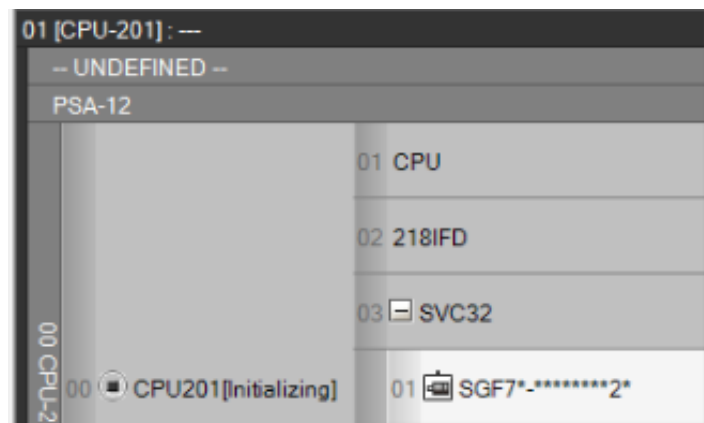 01 [CPU-201] : ---
-- UNDEFINED --
PSA-12
01 CPU
02 218IFD
03 SVC32
00 CPU-2
00 CPU201[Initializing]
01 SGF7*-********2*